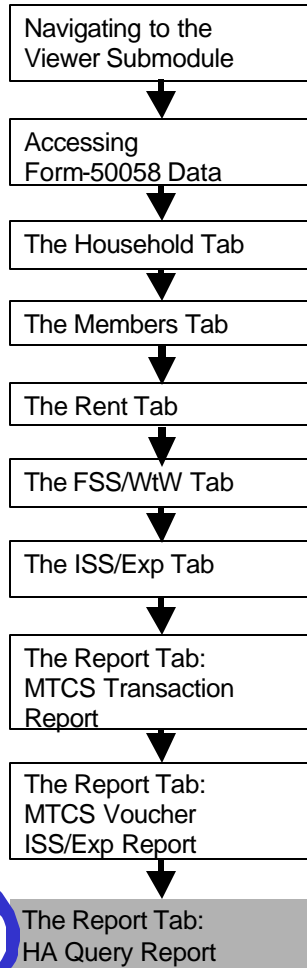 Navigating to the
Viewer Submodule
Accessing
Form-50058 Data
The Household Tab
The Members Tab
The Rent Tab
The FSS/WtW Tab
The ISS/Exp Tab
The Report Tab:
MTCS Transaction
Report
The Report Tab:
MTCS Voucher
ISS/Exp Report
The Report Tab:
HA Query Report